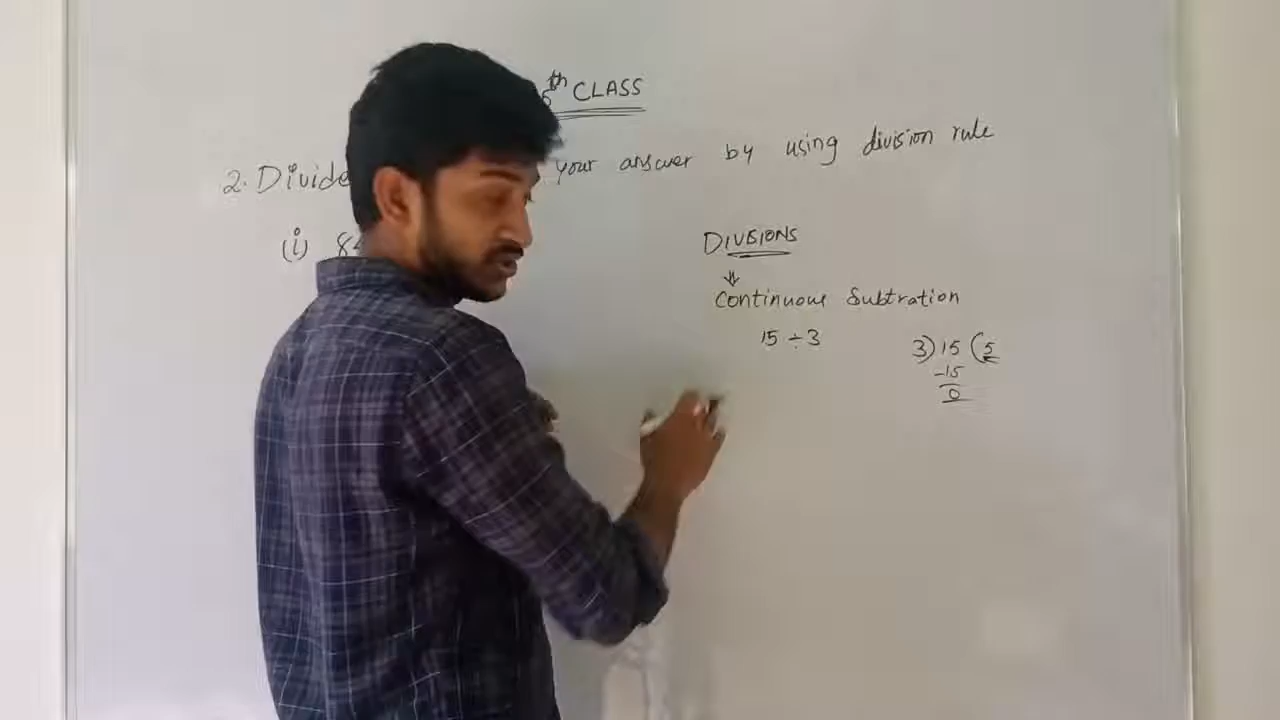 th CLASS
2. Divide your answer by using division rule
(i) 84
DIVISIONS
⇓
Continuous Subtration
15 ÷ 3
3) 15 (5
-15
0